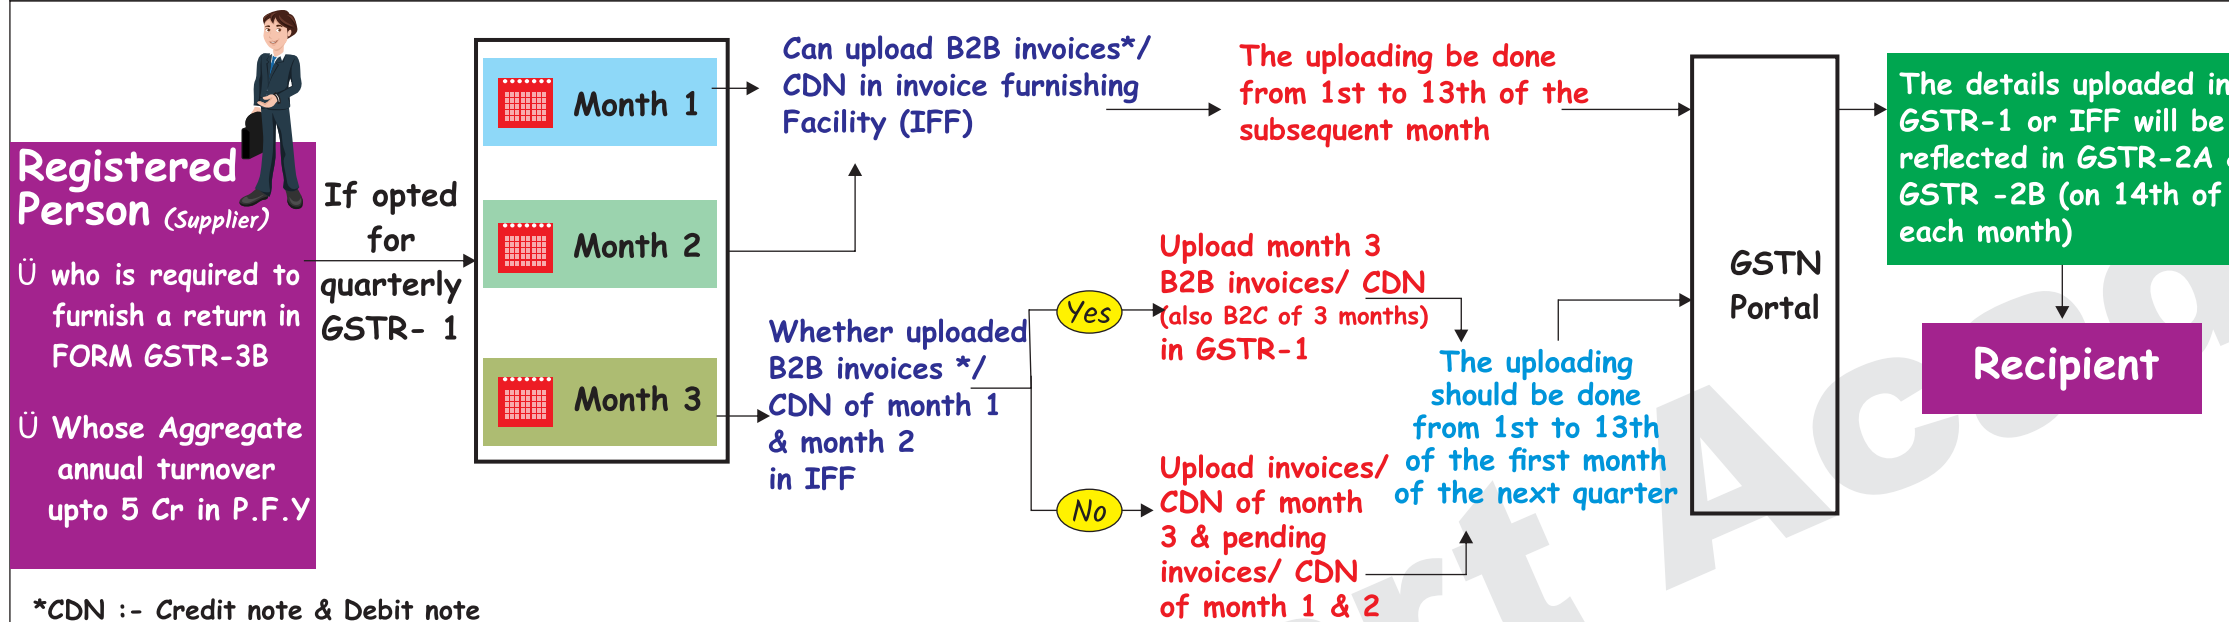 Registered
Person (Supplier)
Ü who is required to
furnish a return in
FORM GSTR-3B
Ü Whose Aggregate
annual turnover
upto 5 Cr in P.F.Y
If opted
for
quarterly
GSTR- 1
Month 1
Month 2
Month 3
Can upload B2B invoices*/
CDN in invoice furnishing
Facility (IFF)
The uploading be done
from 1st to 13th of the
subsequent month
Whether uploaded
B2B invoices */
CDN of month 1
& month 2
in IFF
Yes
Upload month 3
B2B invoices/ CDN
(also B2C of 3 months)
in GSTR-1
No
Upload invoices/
CDN of month
3 & pending
invoices/ CDN
of month 1 & 2
The uploading
should be done
from 1st to 13th
of the first month
of the next quarter
GSTN
Portal
The details uploaded in
GSTR-1 or IFF will be
reflected in GSTR-2A
GSTR -2B (on 14th of
each month)
Recipient
*CDN :- Credit note & Debit note